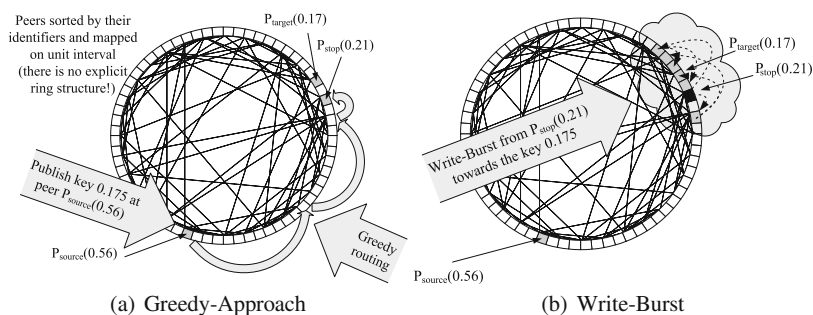 Peers sorted by their
identifiers and mapped
on unit interval
(there is no explicit
ring structure!)
P_target(0.17)
P_stop(0.21)
Publish key 0.175 at
peer P_source(0.56)
P_source(0.56)
Greedy
routing
(a) Greedy-Approach
P_target(0.17)
P_stop(0.21)
Write-Burst from P_stop(0.21)
towards the key 0.175
P_source(0.56)
(b) Write-Burst